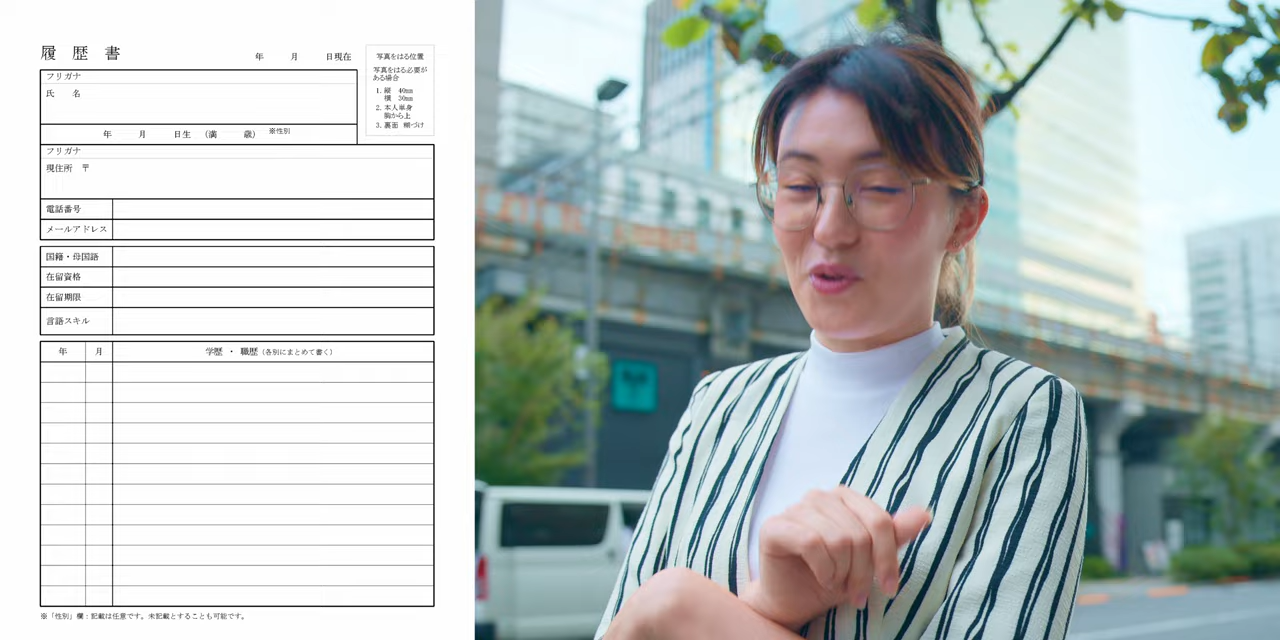 履 歴 書
年 月 日現在
フリガナ
氏 名
年 月 日生 (満 歳) ※性別
写真をはる位置
写真をはる必要が
ある場合
1. 縦 40mm
横 30mm
2. 本人単身
胸から上
3. 裏面 糊づけ
フリガナ
現住所 〒
電話番号
メールアドレス
国籍・母国語
在留資格
在留期限
言語スキル
年 月 学歴 ・ 職歴 (各別にまとめて書く)
※「性別」欄:記載は任意です。未記載とすることも可能です。